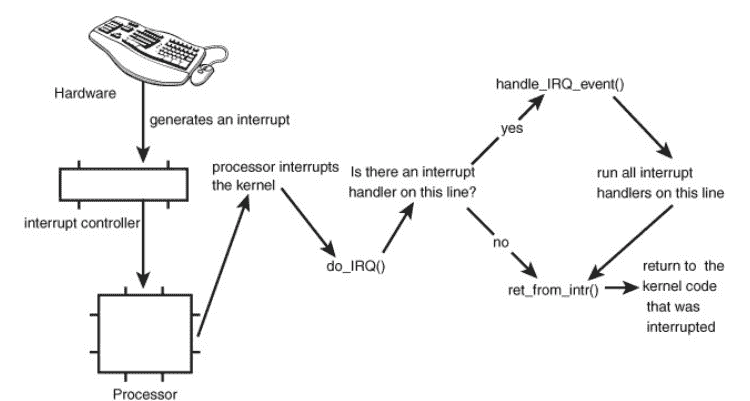 Hardware
generates an interrupt
interrupt controller
Processor
processor interrupts
the kernel
do_IRQ()
Is there an interrupt
handler on this line?
yes
no
handle_IRQ_event()
run all interrupt
handlers on this line
ret_from_intr()
return to the
kernel code
that was
interrupted